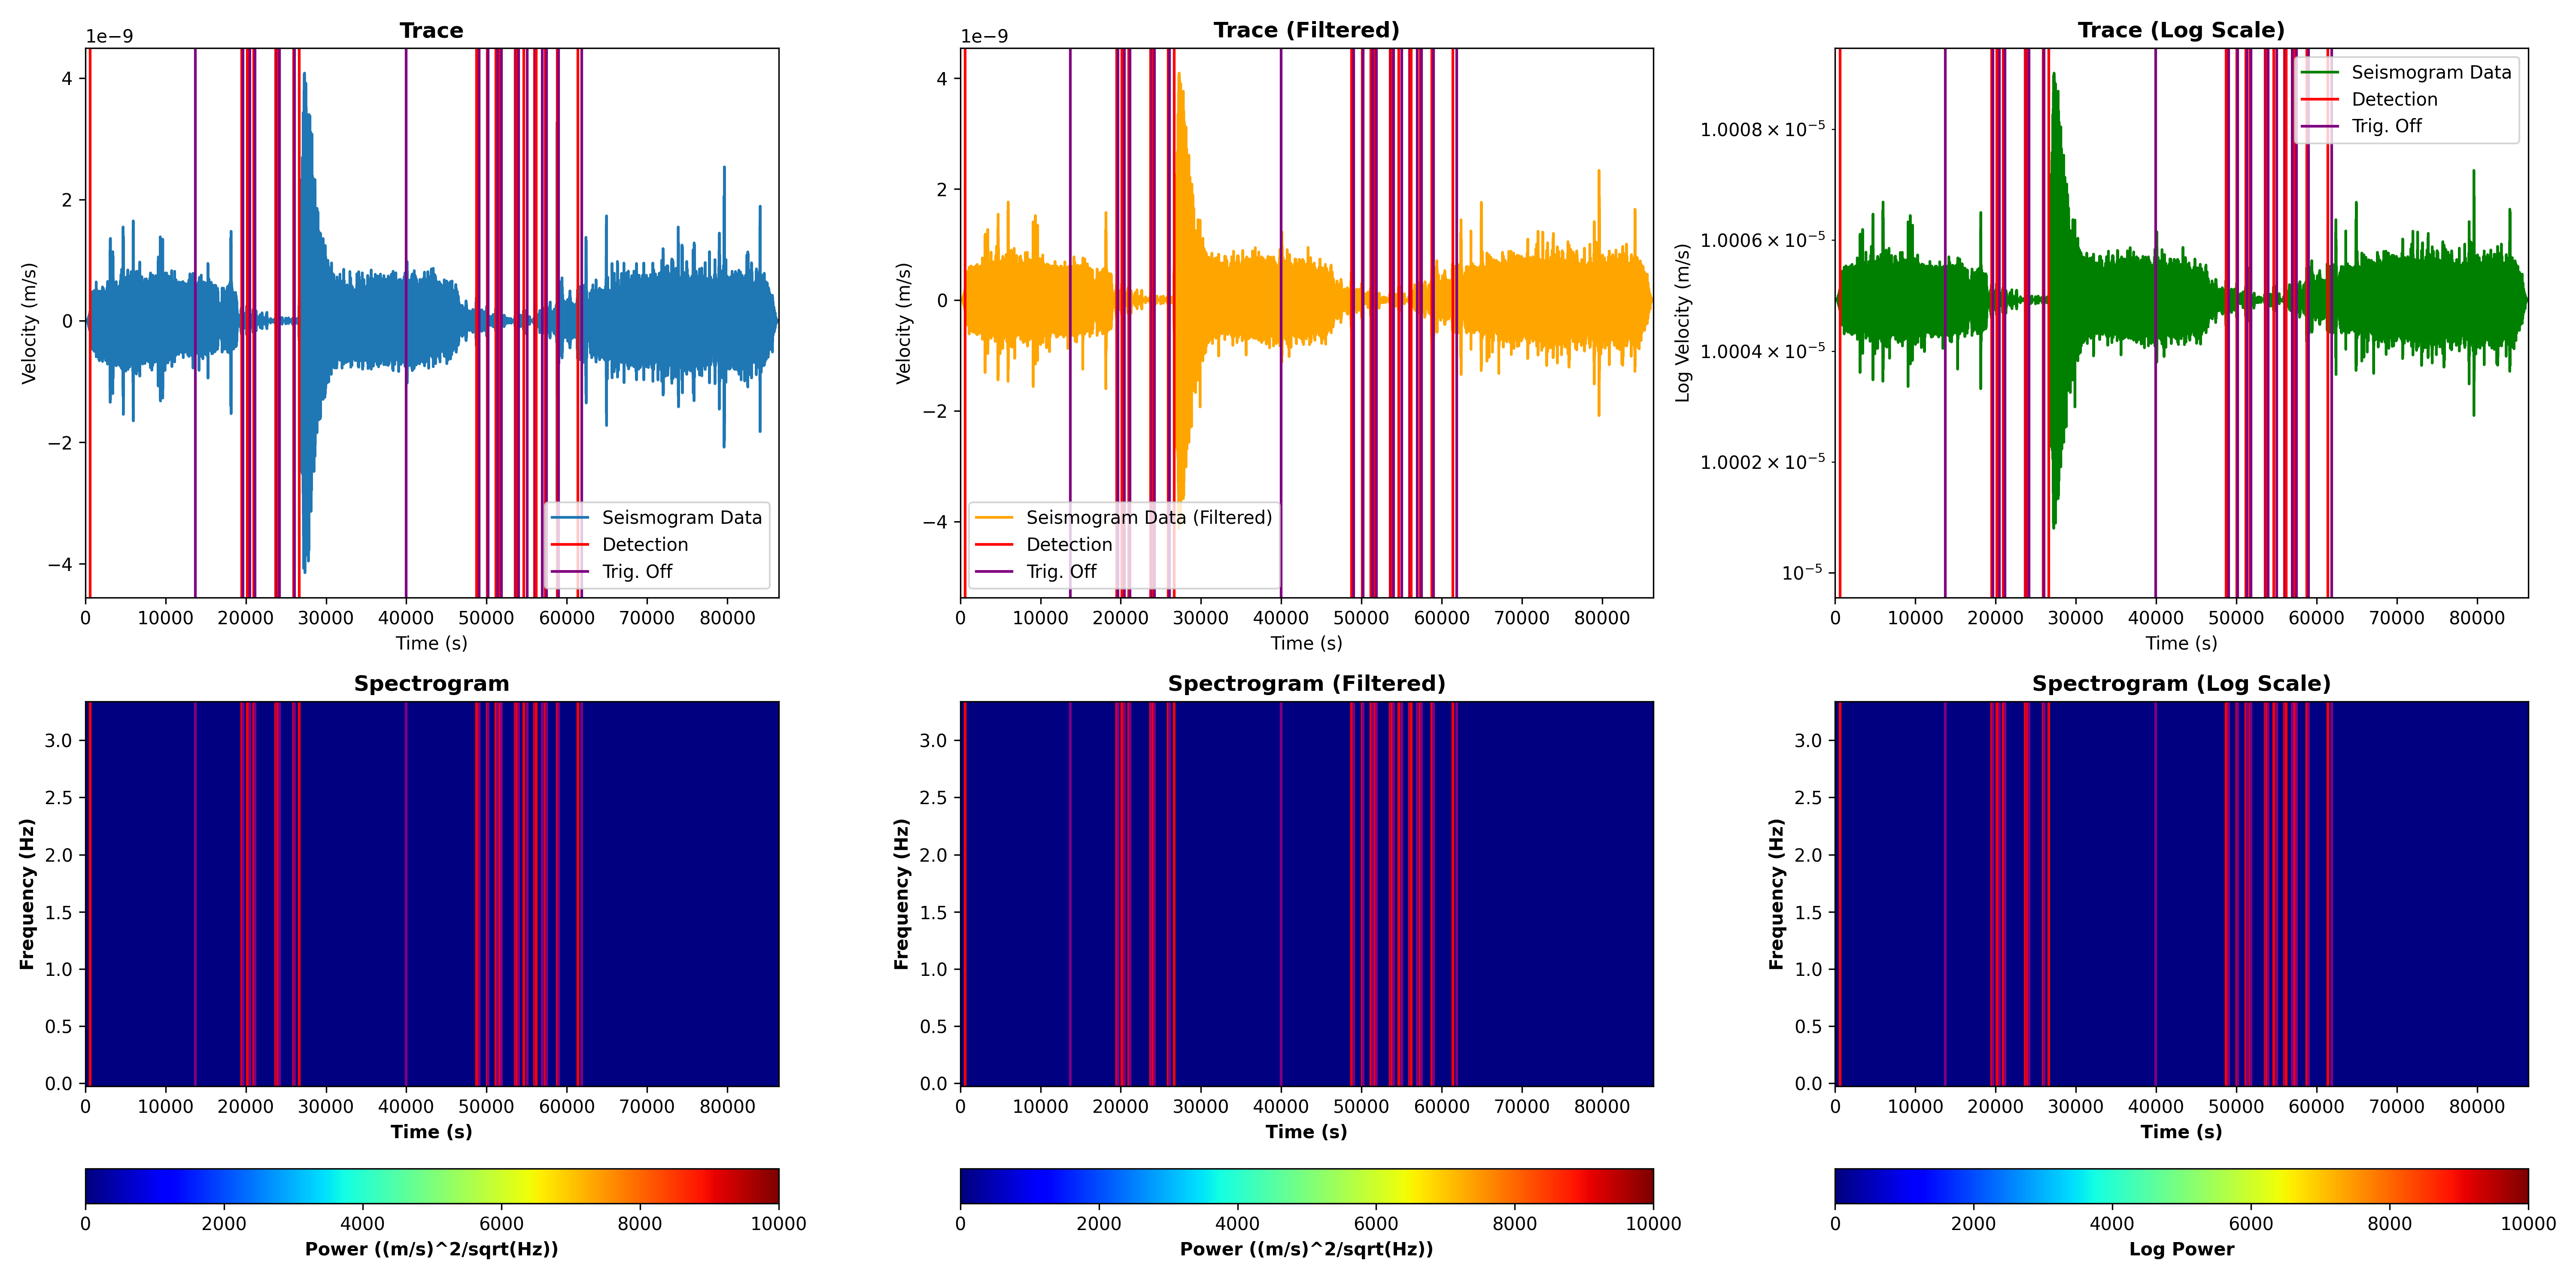 Trace
1e−9
4
2
0
−2
−4
Velocity (m/s)
Seismogram Data
Detection
Trig. Off
0 10000 20000 30000 40000 50000 60000 70000 80000
Time (s)
Trace (Filtered)
1e−9
4
2
0
−2
−4
Velocity (m/s)
Seismogram Data (Filtered)
Detection
Trig. Off
0 10000 20000 30000 40000 50000 60000 70000 80000
Time (s)
Trace (Log Scale)
1.0008 × 10⁻⁵
1.0006 × 10⁻⁵
1.0004 × 10⁻⁵
1.0002 × 10⁻⁵
10⁻⁵
Log Velocity (m/s)
Seismogram Data
Detection
Trig. Off
0 10000 20000 30000 40000 50000 60000 70000 80000
Time (s)
Spectrogram
3.0
2.5
2.0
1.5
1.0
0.5
0.0
Frequency (Hz)
0 10000 20000 30000 40000 50000 60000 70000 80000
Time (s)
0 2000 4000 6000 8000 10000
Power ((m/s)^2/sqrt(Hz))
Spectrogram (Filtered)
3.0
2.5
2.0
1.5
1.0
0.5
0.0
Frequency (Hz)
0 10000 20000 30000 40000 50000 60000 70000 80000
Time (s)
0 2000 4000 6000 8000 10000
Power ((m/s)^2/sqrt(Hz))
Spectrogram (Log Scale)
3.0
2.5
2.0
1.5
1.0
0.5
0.0
Frequency (Hz)
0 10000 20000 30000 40000 50000 60000 70000 80000
Time (s)
0 2000 4000 6000 8000 10000
Log Power